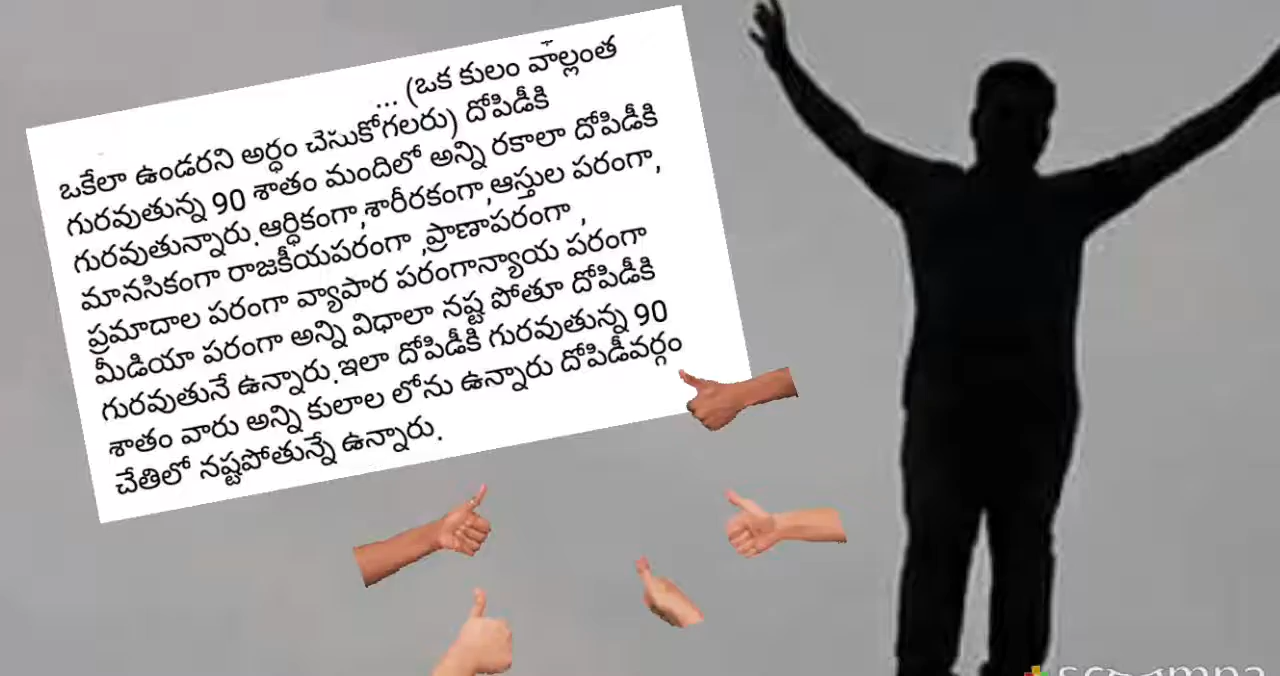 ... (ఒక కులం వాల్లంత
ఒకేలా ఉండరని అర్ధం చెసుకోగలరు) దోపిడీకి
గురవుతున్న 90 శాతం మందిలో అన్ని రకాలా దోపిడీకి
గురవుతున్నారు.ఆర్ధికంగా,శారీరకంగా,ఆస్తుల పరంగా,
మానసికంగా రాజకీయపరంగా ,ప్రాణాపరంగా ,
ప్రమాదాల పరంగా వ్యాపార పరంగాన్యాయ పరంగా
మీడియా పరంగా అన్ని విధాలా నష్ట పోతూ దోపిడీకి
గురవుతునే ఉన్నారు.ఇలా దోపిడీకి గురవుతున్న 90
శాతం వారు అన్ని కులాల లోను ఉన్నారు దోపిడీవర్గం
చేతిలో నష్టపోతున్నే ఉన్నారు.